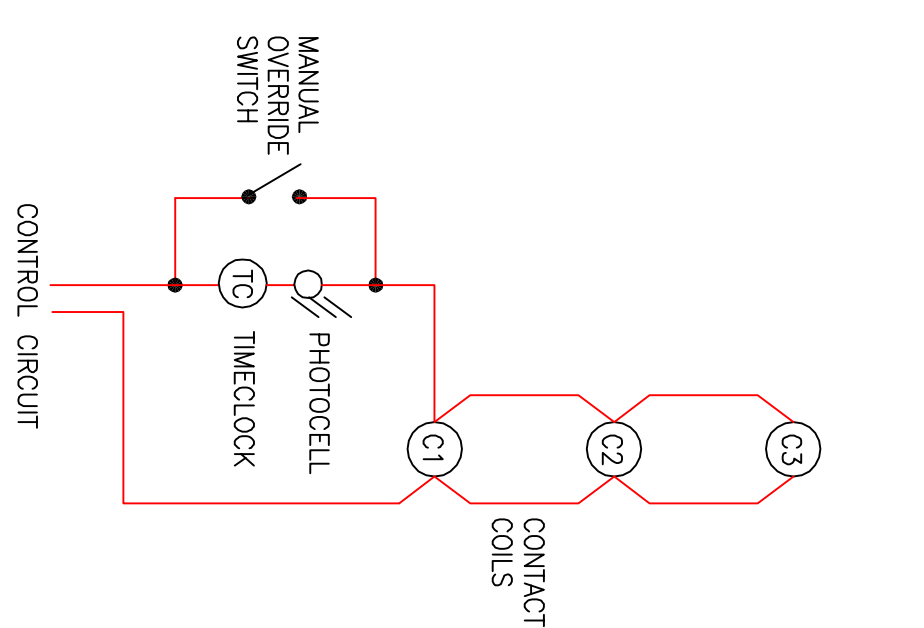 MANUAL
OVERRIDE
SWITCH
CONTROL CIRCUIT
TC
TIMECLOCK
PHOTOCELL
C1
C2
C3
CONTACT
COILS